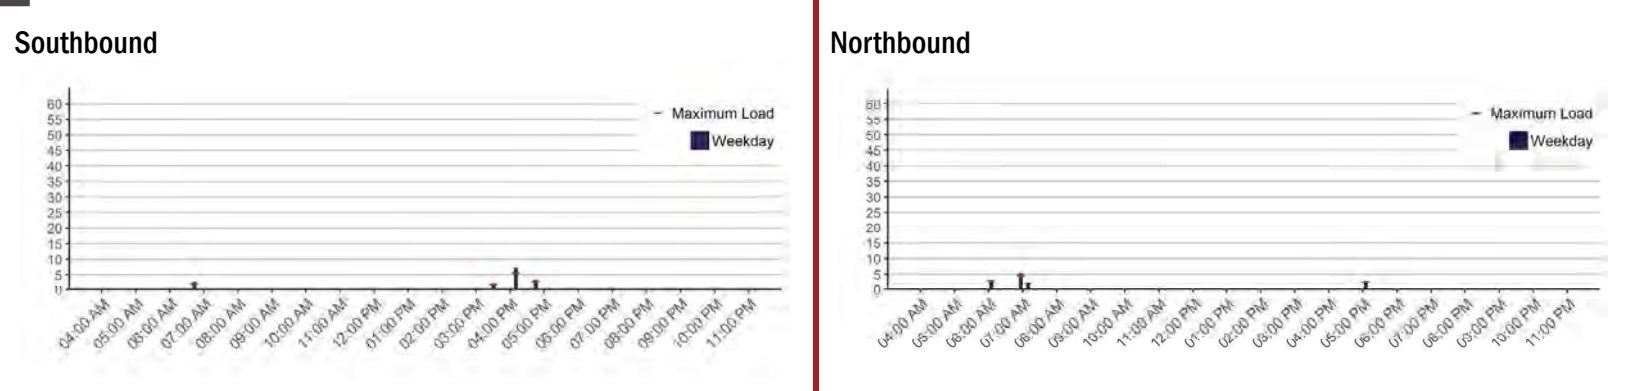 Southbound
60
55
50
45
40
35
30
25
20
15
10
5
0
Maximum Load
Weekday
04:00 AM
05:00 AM
06:00 AM
07:00 AM
08:00 AM
09:00 AM
10:00 AM
11:00 AM
12:00 PM
01:00 PM
02:00 PM
03:00 PM
04:00 PM
05:00 PM
06:00 PM
07:00 PM
08:00 PM
09:00 PM
10:00 PM
11:00 PM
Northbound
60
55
50
45
40
35
30
25
20
15
10
5
0
Maximum Load
Weekday
04:00 AM
05:00 AM
06:00 AM
07:00 AM
08:00 AM
09:00 AM
10:00 AM
11:00 AM
12:00 PM
01:00 PM
02:00 PM
03:00 PM
04:00 PM
05:00 PM
06:00 PM
07:00 PM
08:00 PM
09:00 PM
10:00 PM
11:00 PM